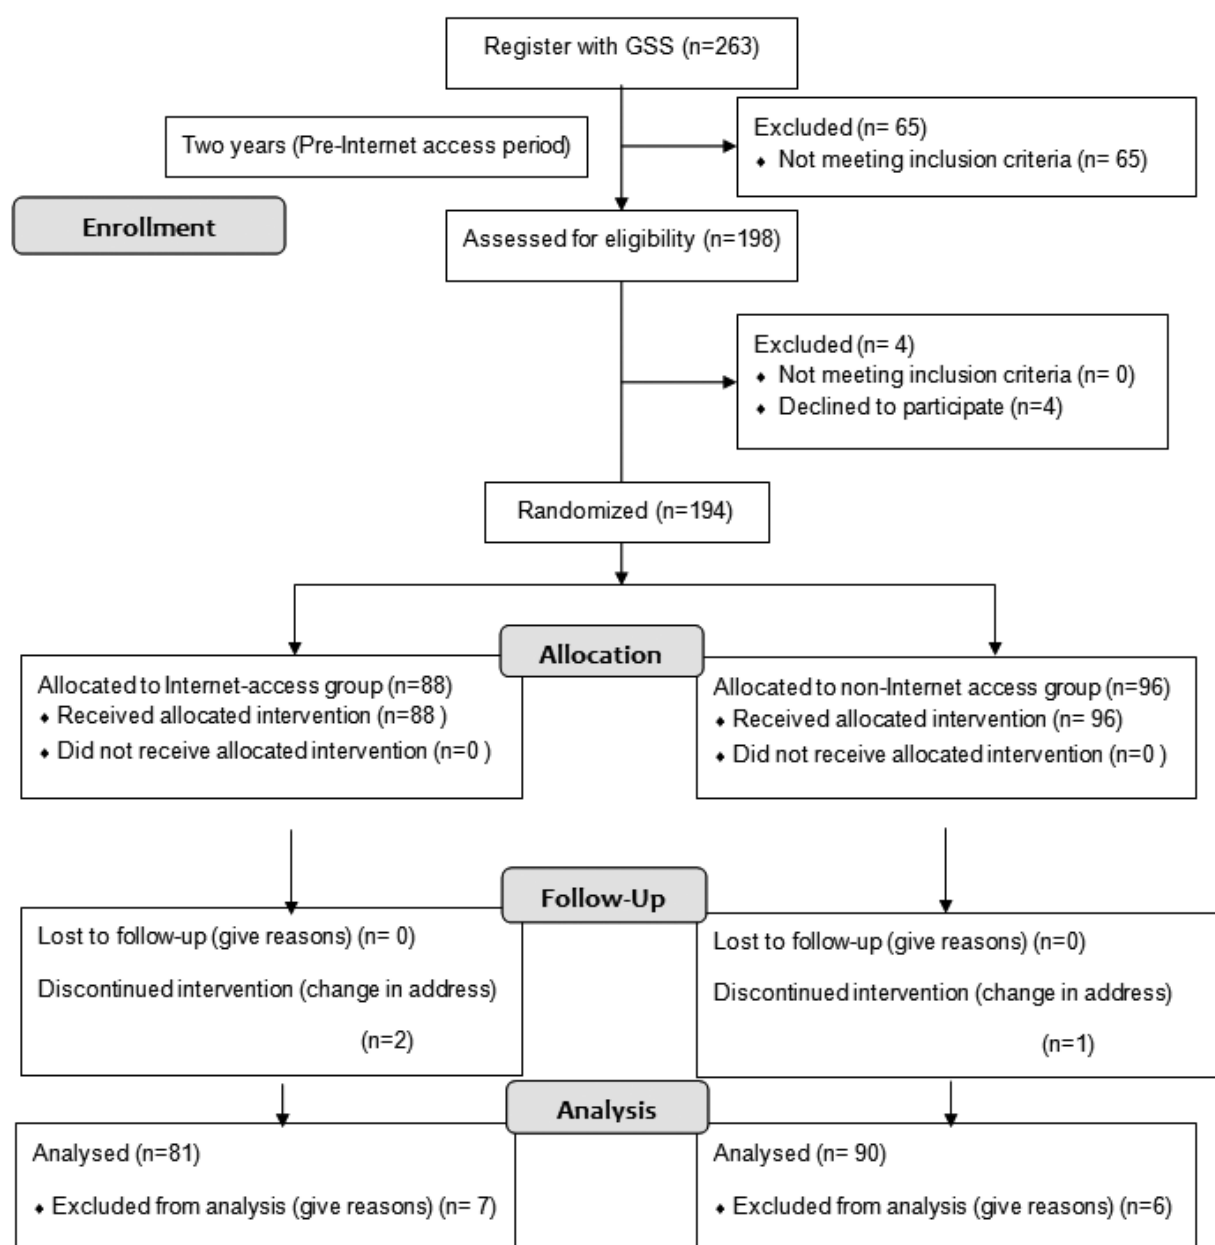 Register with GSS (n=263)
Two years (Pre-Internet access period)
Excluded (n= 65)
♦ Not meeting inclusion criteria (n= 65)
Enrollment
Assessed for eligibility (n=198)
Excluded (n= 4)
♦ Not meeting inclusion criteria (n= 0)
♦ Declined to participate (n=4)
Randomized (n=194)
Allocation
Allocated to Internet-access group (n=88)
♦ Received allocated intervention (n=88 )
♦ Did not receive allocated intervention (n=0 )
Allocated to non-Internet access group (n=96)
♦ Received allocated intervention (n= 96)
♦ Did not receive allocated intervention (n=0 )
Follow-Up
Lost to follow-up (give reasons) (n= 0)
Discontinued intervention (change in address)
(n=2)
Lost to follow-up (give reasons) (n=0)
Discontinued intervention (change in address)
(n=1)
Analysis
Analysed (n=81)
♦ Excluded from analysis (give reasons) (n= 7)
Analysed (n= 90)
♦ Excluded from analysis (give reasons) (n=6)